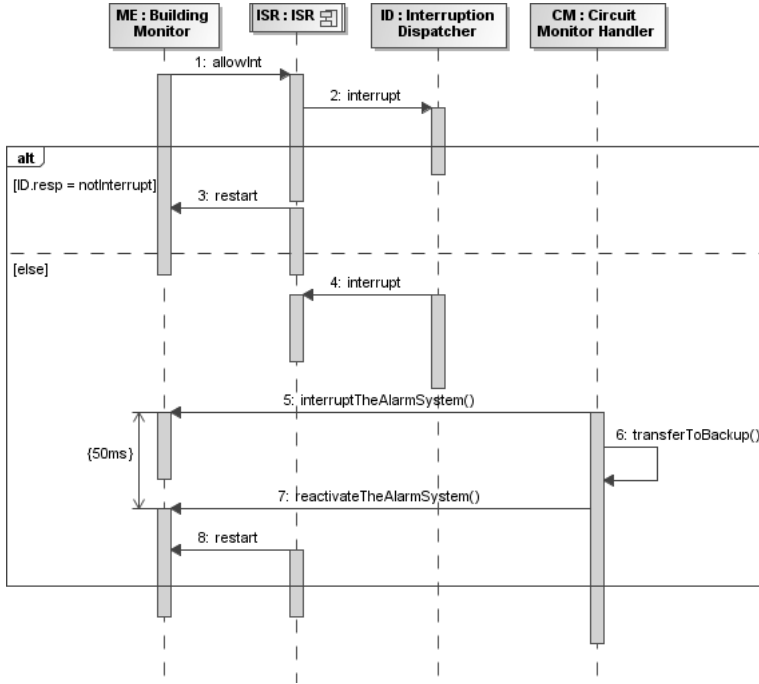 ME : Building
Monitor
ISR : ISR
ID : Interruption
Dispatcher
CM : Circuit
Monitor Handler
1: allowInt
2: interrupt
alt
[ID.resp = notInterrupt]
3: restart
[else]
4: interrupt
5: interruptTheAlarmSystem()
6: transferToBackup()
{50ms}
7: reactivateTheAlarmSystem()
8: restart